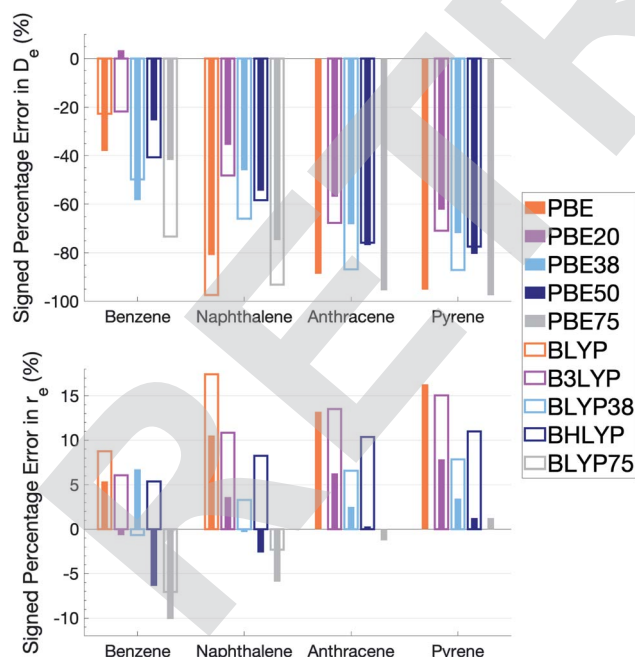 Signed Percentage Error in D_e (%)
0
-20
-40
-60
-80
-100
Benzene Naphthalene Anthracene Pyrene
PBE
PBE20
PBE38
PBE50
PBE75
BLYP
B3LYP
BLYP38
BHLYP
BLYP75
Signed Percentage Error in r_e (%)
15
10
5
0
-5
-10
Benzene Naphthalene Anthracene Pyrene
RETR